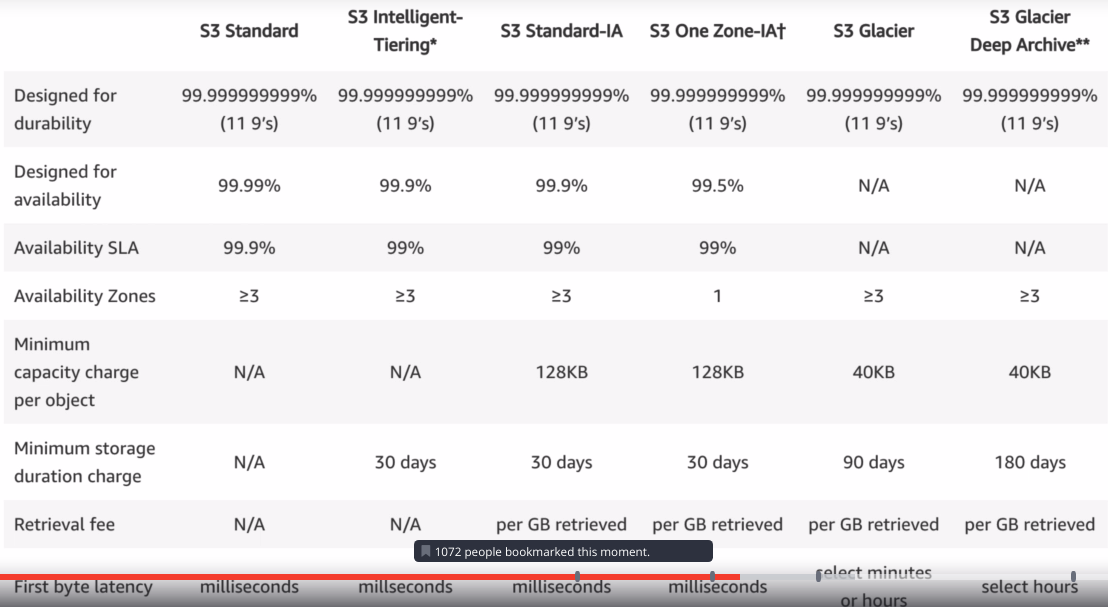 S3 Standard
S3 Intelligent-
Tiering*
S3 Standard-IA
S3 One Zone-IA†
S3 Glacier
S3 Glacier
Deep Archive**
Designed for
durability
99.999999999%
(11 9’s)
99.999999999%
(11 9’s)
99.999999999%
(11 9’s)
99.999999999%
(11 9’s)
99.999999999%
(11 9’s)
99.999999999%
(11 9’s)
Designed for
availability
99.99%
99.9%
99.9%
99.5%
N/A
N/A
Availability SLA
99.9%
99%
99%
99%
N/A
N/A
Availability Zones
≥3
≥3
≥3
1
≥3
≥3
Minimum
capacity charge
per object
N/A
N/A
128KB
128KB
40KB
40KB
Minimum storage
duration charge
N/A
30 days
30 days
30 days
90 days
180 days
Retrieval fee
N/A
N/A
per GB retrieved
per GB retrieved
per GB retrieved
per GB retrieved
1072 people bookmarked this moment.
First byte latency
milliseconds
millseconds
milliseconds
milliseconds
select minutes
or hours
select hours